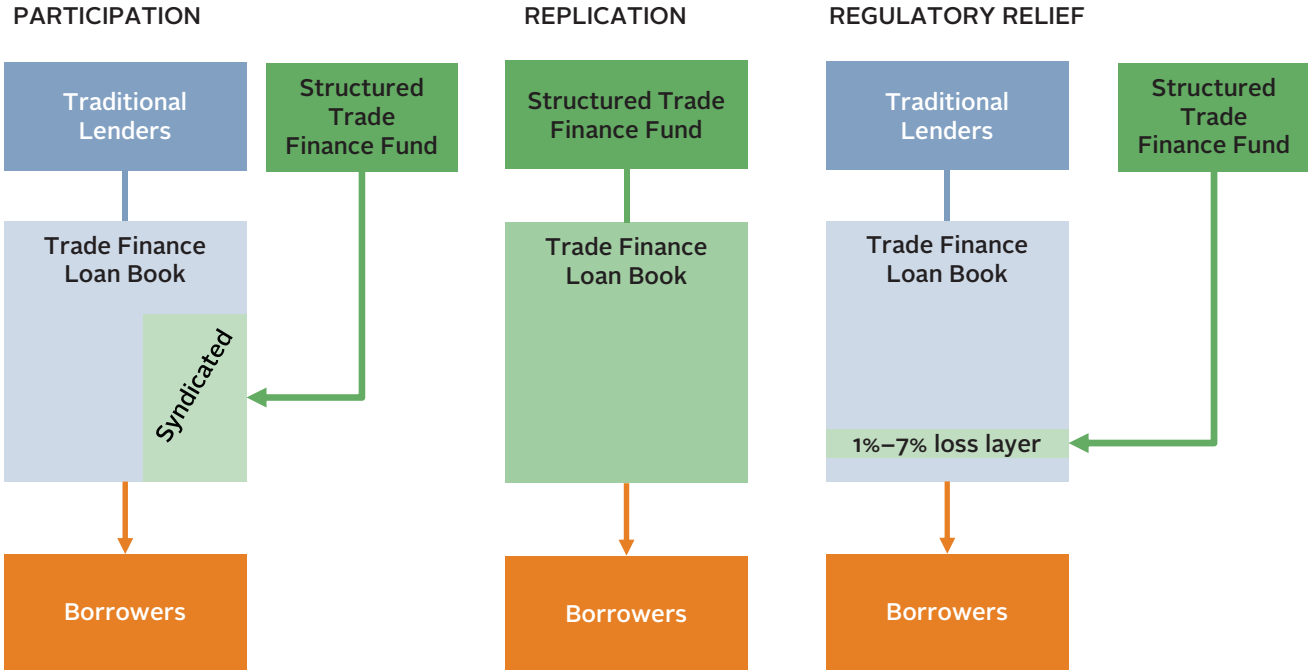 PARTICIPATION
Traditional
Lenders
Structured
Trade
Finance Fund
Trade Finance
Loan Book
Syndicated
Borrowers
REPLICATION
Structured Trade
Finance Fund
Trade Finance
Loan Book
Borrowers
REGULATORY RELIEF
Traditional
Lenders
Structured
Trade
Finance Fund
Trade Finance
Loan Book
1%–7% loss layer
Borrowers